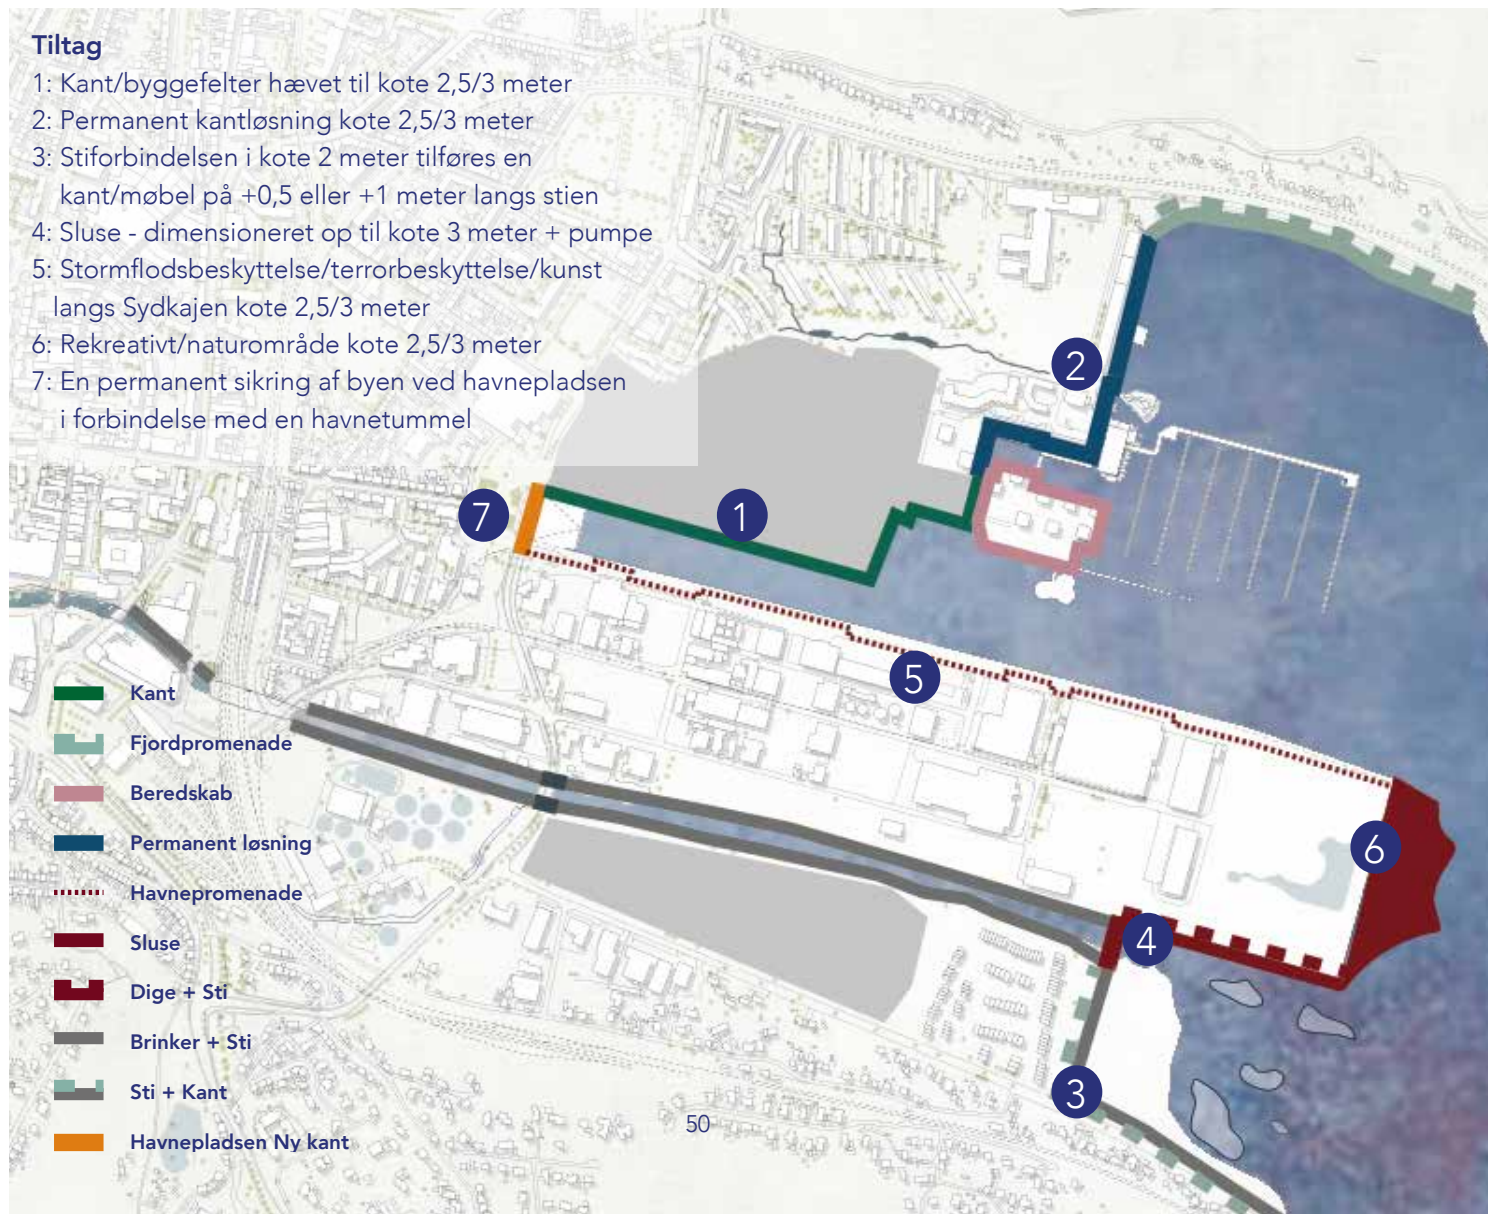 Tiltag
1: Kant/byggefelter hævet til kote 2,5/3 meter
2: Permanent kantløsning kote 2,5/3 meter
3: Stiforbindelsen i kote 2 meter tilføres en
kant/møbel på +0,5 eller +1 meter langs stien
4: Sluse - dimensioneret op til kote 3 meter + pumpe
5: Stormflodsbeskyttelse/terrorbeskyttelse/kunst
langs Sydkajen kote 2,5/3 meter
6: Rekreativt/naturområde kote 2,5/3 meter
7: En permanent sikring af byen ved havnepladsen
i forbindelse med en havnetummel
2
7
1
5
6
4
3
Kant
Fjordpromenade
Beredskab
Permanent løsning
Havnepromenade
Sluse
Dige + Sti
Brinker + Sti
Sti + Kant
Havnepladsen Ny kant
50